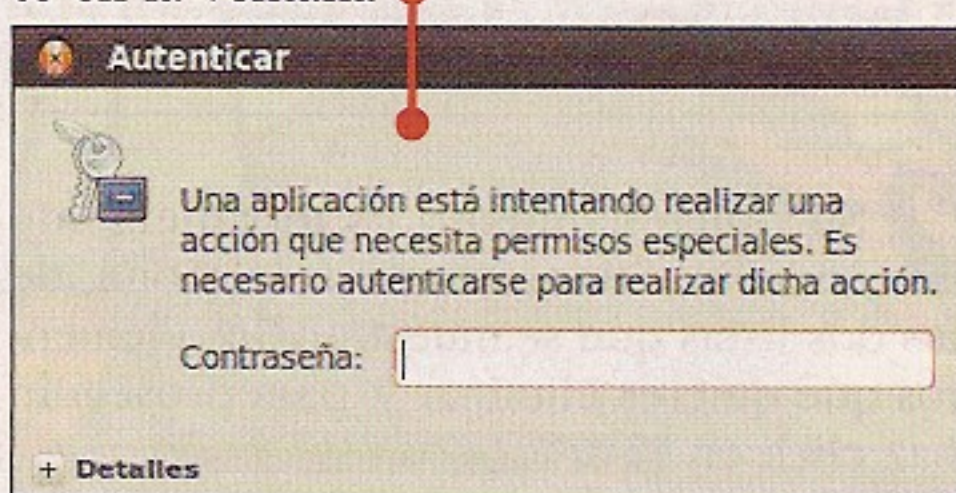 Autenticar
Una aplicación está intentando realizar una
acción que necesita permisos especiales. Es
necesario autenticarse para realizar dicha acción.
Contraseña:
+ Detalles